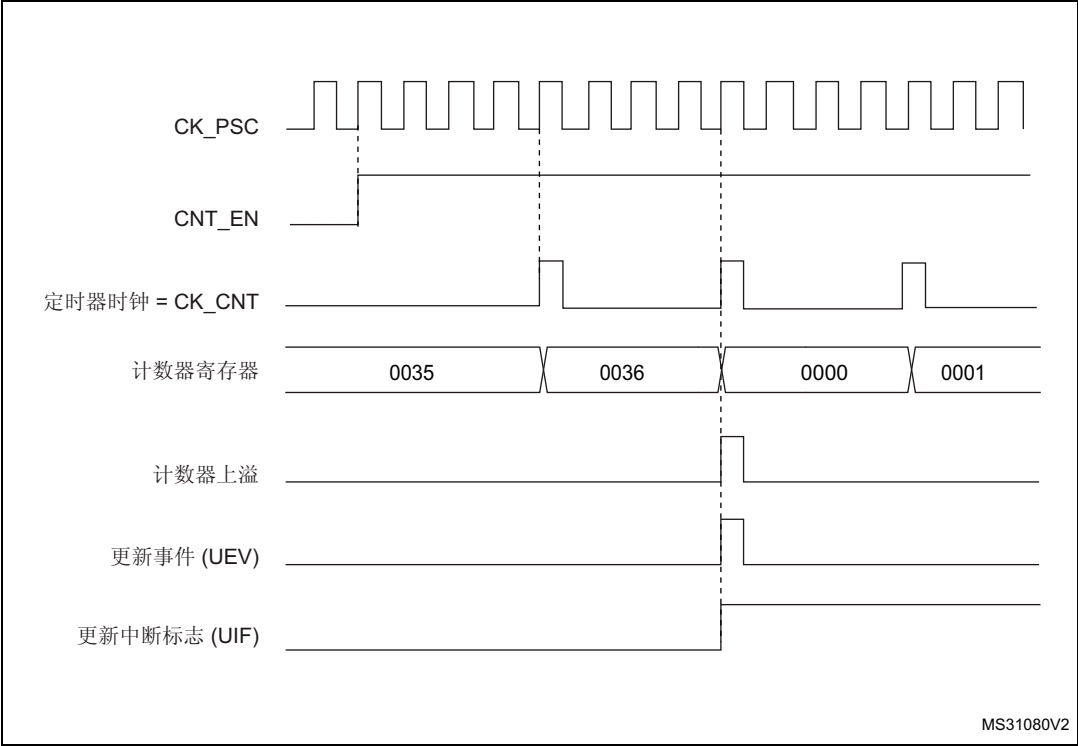 CK_PSC
CNT_EN
定时器时钟 = CK_CNT
计数器寄存器 0035 0036 0000 0001
计数器上溢
更新事件 (UEV)
更新中断标志 (UIF)
MS31080V2